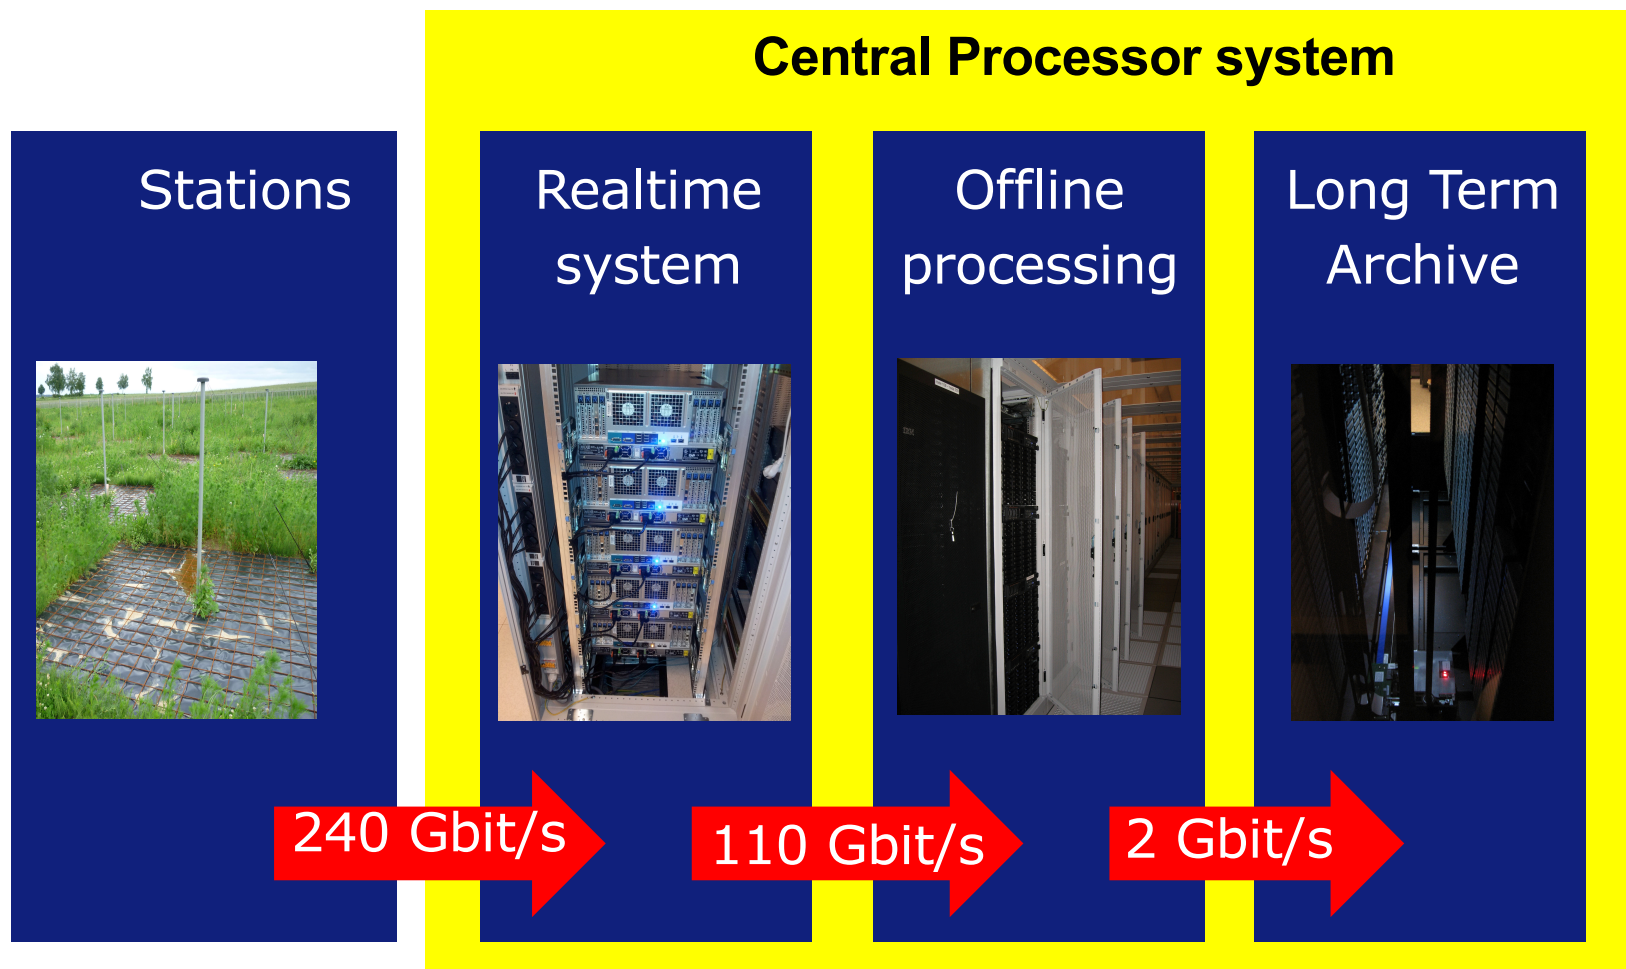 Central Processor system
Stations
Realtime
system
Offline
processing
Long Term
Archive
240 Gbit/s
110 Gbit/s
2 Gbit/s